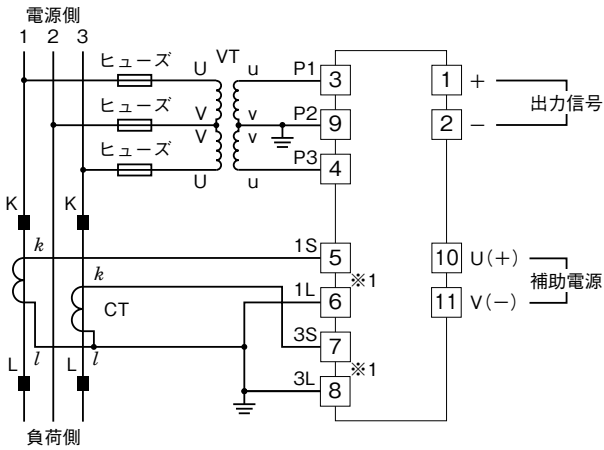 電源側
1 2 3
ヒューズ
ヒューズ
ヒューズ
VT
U u
V v
V v
U u
P1 3
P2 9
P3 4
1 +
2 −
出力信号
K K
k
k
CT
l l
L L
1S 5
※1
1L 6
3S 7
※1
3L 8
10 U(+)
11 V(−)
補助電源
負荷側